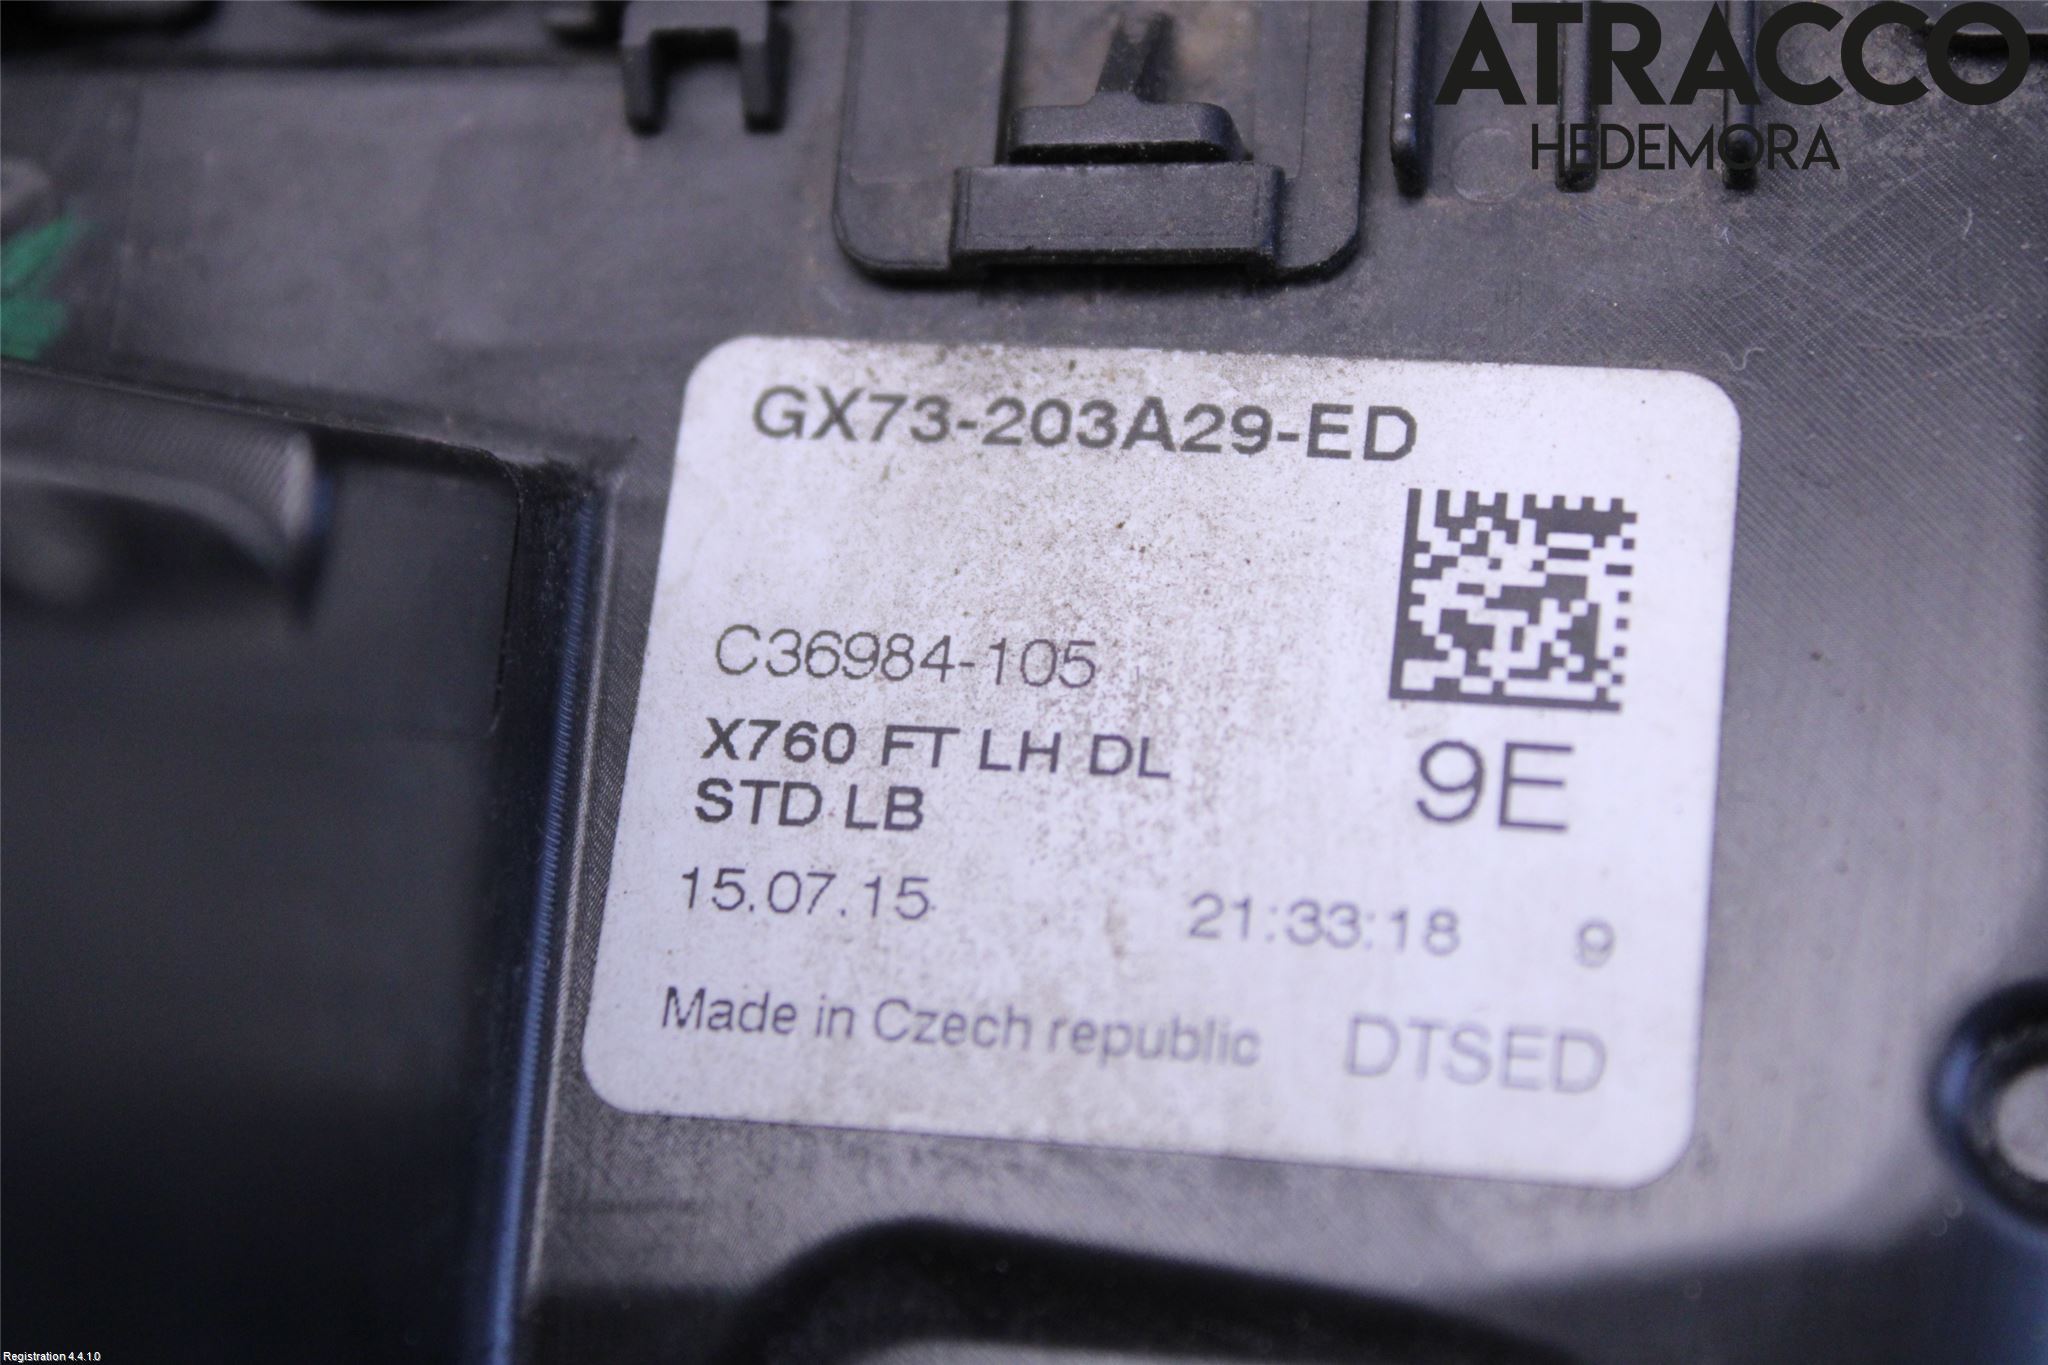 ATRACCO
HEDEMORA
GX73-203A29-ED
C36984-105
X760 FT LH DL
STD LB
9E
15.07.15 21:33:18 9
Made in Czech republic DTSED
Registration 4.4.1.0